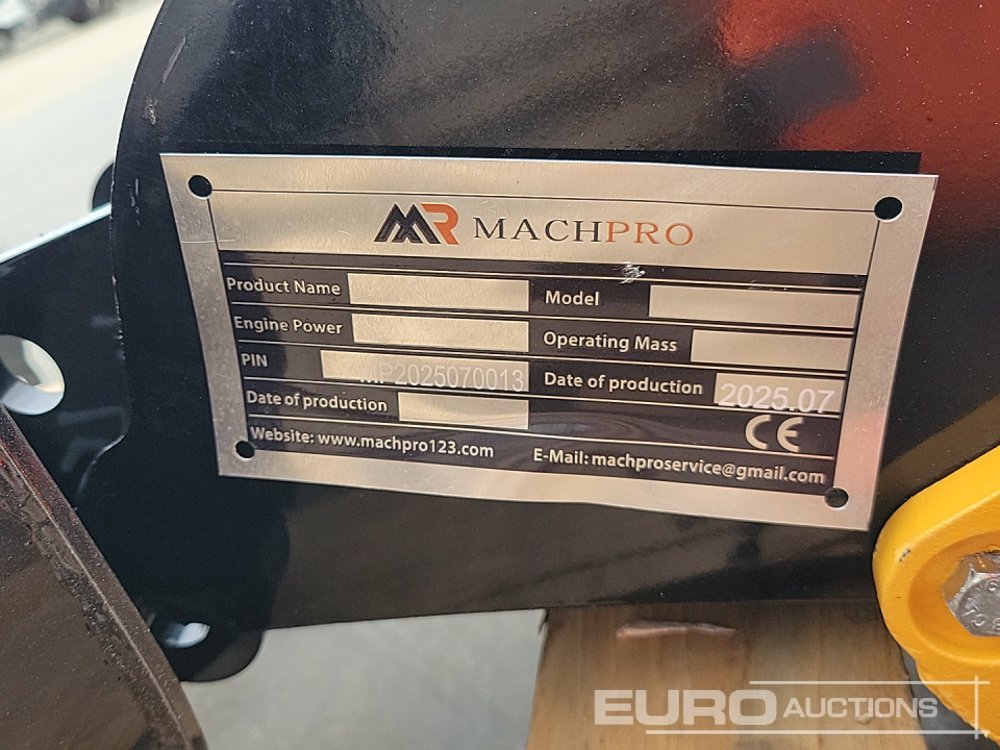 MR MACHPRO
Product Name Model
Engine Power Operating Mass
PIN MP2025070013 Date of production 2025.07
Date of production CE
Website: www.machpro123.com E-Mail: machproservice@gmail.com
EURO AUCTIONS